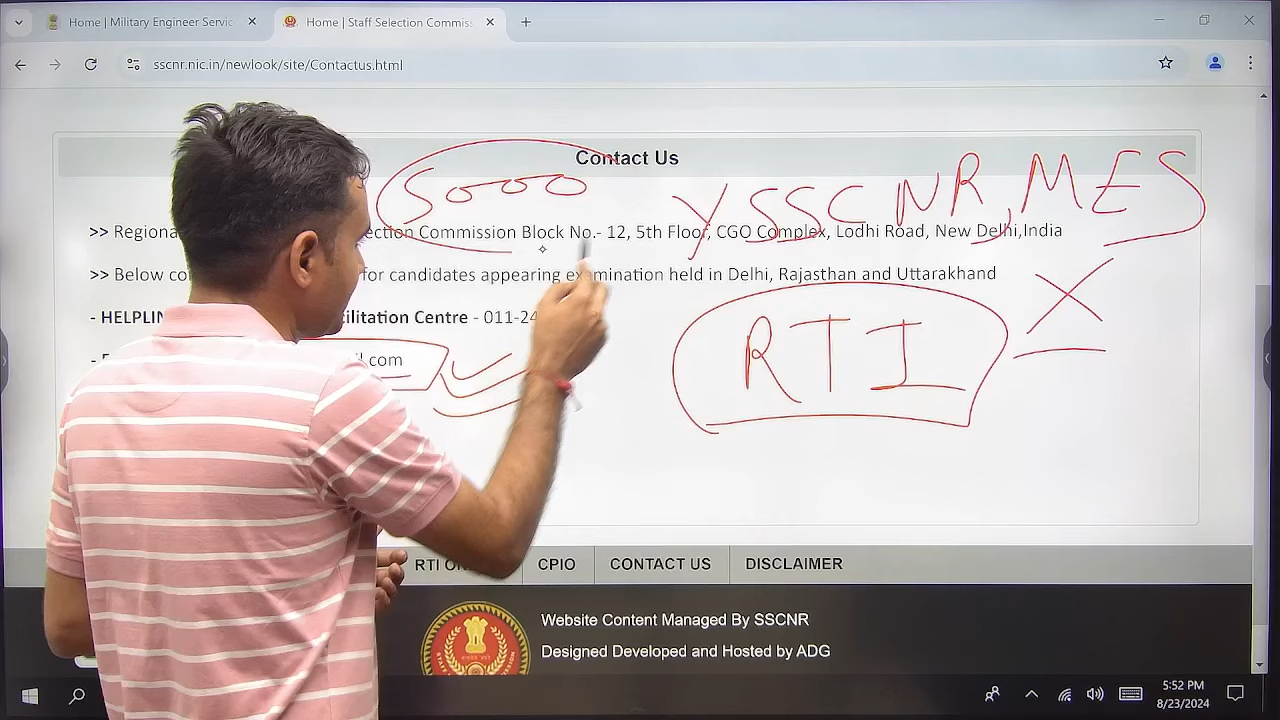 Home | Military Engineer Servic
Home | Staff Selection Commiss
sscnr.nic.in/newlook/site/Contactus.html
Contact Us
5000
YSSCNR, MES
>> Regiona ection Commission Block No.- 12, 5th Floor, CGO Complex, Lodhi Road, New Delhi,India
>> Below co for candidates appearing examination held in Delhi, Rajasthan and Uttarakhand
X
- HELPLIN ilitation Centre - 011-24
RTI
il.com
RTI ON
CPIO
CONTACT US
DISCLAIMER
Website Content Managed By SSCNR
Designed Developed and Hosted by ADG
5:52 PM
8/23/2024